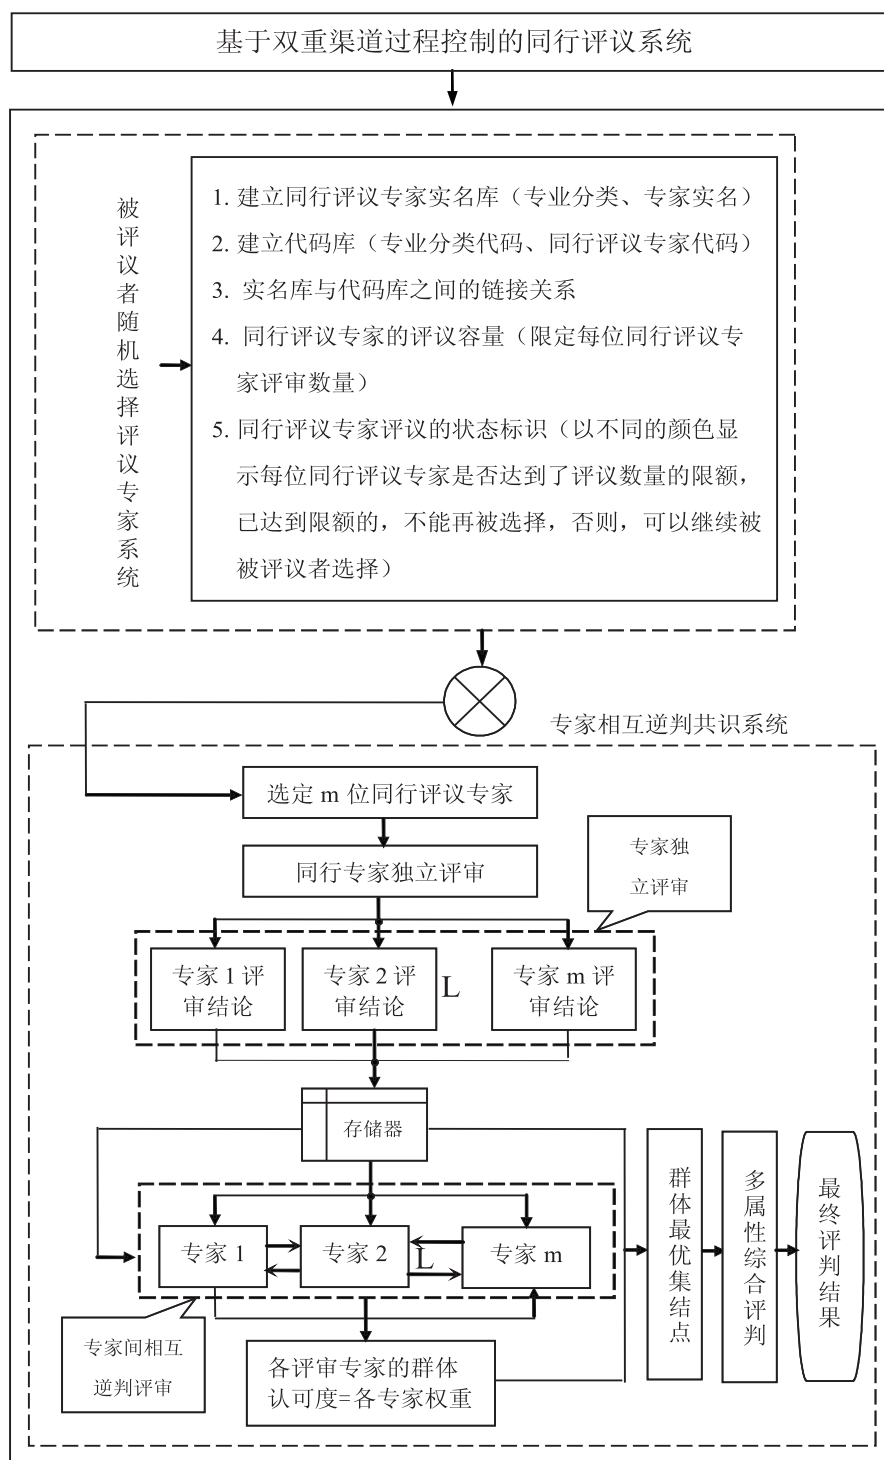 基于双重渠道过程控制的同行评议系统
被评议者随机选择评议专家系统
1. 建立同行评议专家实名库（专业分类、专家实名）
2. 建立代码库（专业分类代码、同行评议专家代码）
3. 实名库与代码库之间的链接关系
4. 同行评议专家的评议容量（限定每位同行评议专
家评审数量）
5. 同行评议专家评议的状态标识（以不同的颜色显
示每位同行评议专家是否达到了评议数量的限额，
已达到限额的，不能再被选择，否则，可以继续被
被评议者选择）
专家相互逆判共识系统
选定 m 位同行评议专家
同行专家独立评审
专家独
立评审
专家 1 评
审结论
专家 2 评
审结论
L
专家 m 评
审结论
存储器
专家 1
专家 2
L
专家 m
专家间相互
逆判评审
各评审专家的群体
认可度=各专家权重
群体最优集结点
多属性综合评判
最终评判结果